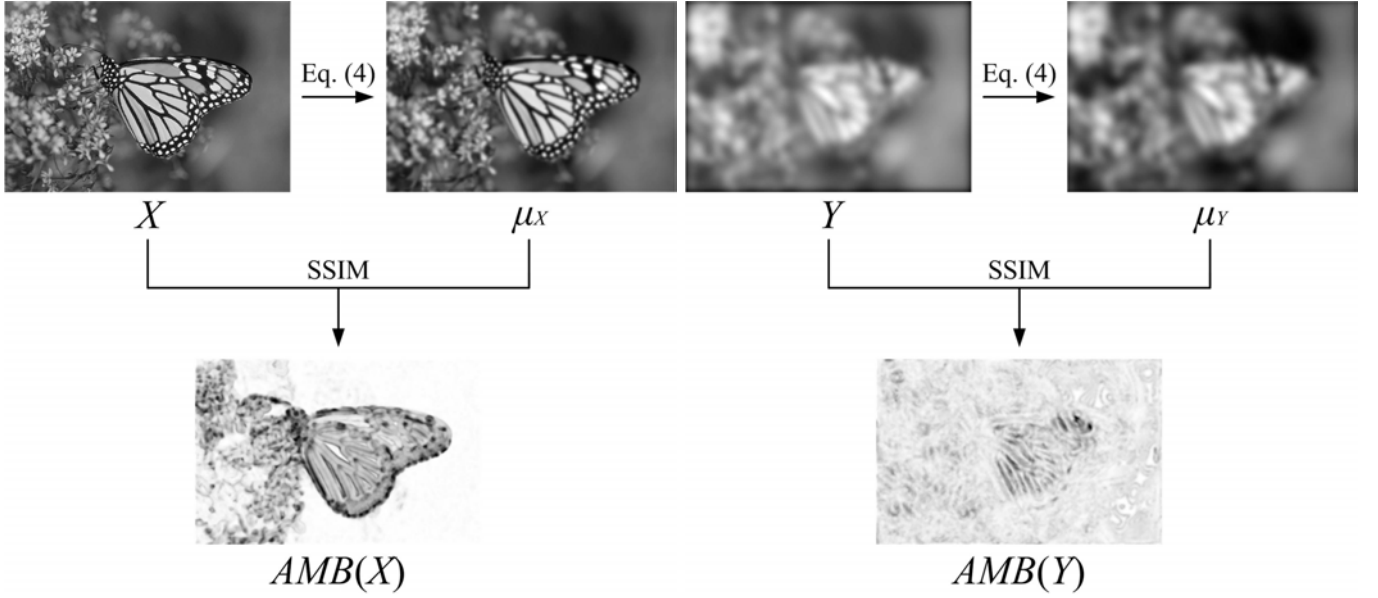 Eq. (4)
Eq. (4)
X
μX
Y
μY
SSIM
SSIM
AMB(X)
AMB(Y)